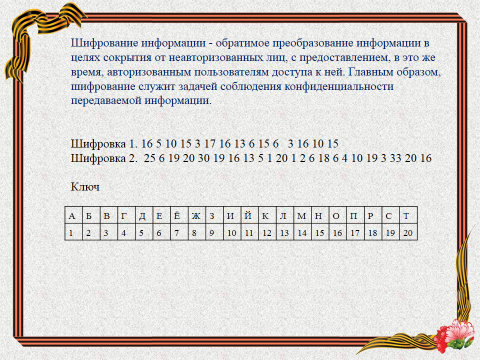 Шифрование информации - обратимое преобразование информации в
целях сокрытия от неавторизованных лиц, с предоставлением, в это же
время, авторизованным пользователям доступа к ней. Главным образом,
шифрование служит задачей соблюдения конфиденциальности
передаваемой информации.
Шифровка 1. 16 5 10 15 3 17 16 13 6 15 6 3 16 10 15
Шифровка 2. 25 6 19 20 30 19 16 13 5 1 20 1 2 6 18 6 4 10 19 3 33 20 16
Ключ
А Б В Г Д Е Ё Ж З И Й К Л М Н О П Р С Т
1 2 3 4 5 6 7 8 9 10 11 12 13 14 15 16 17 18 19 20